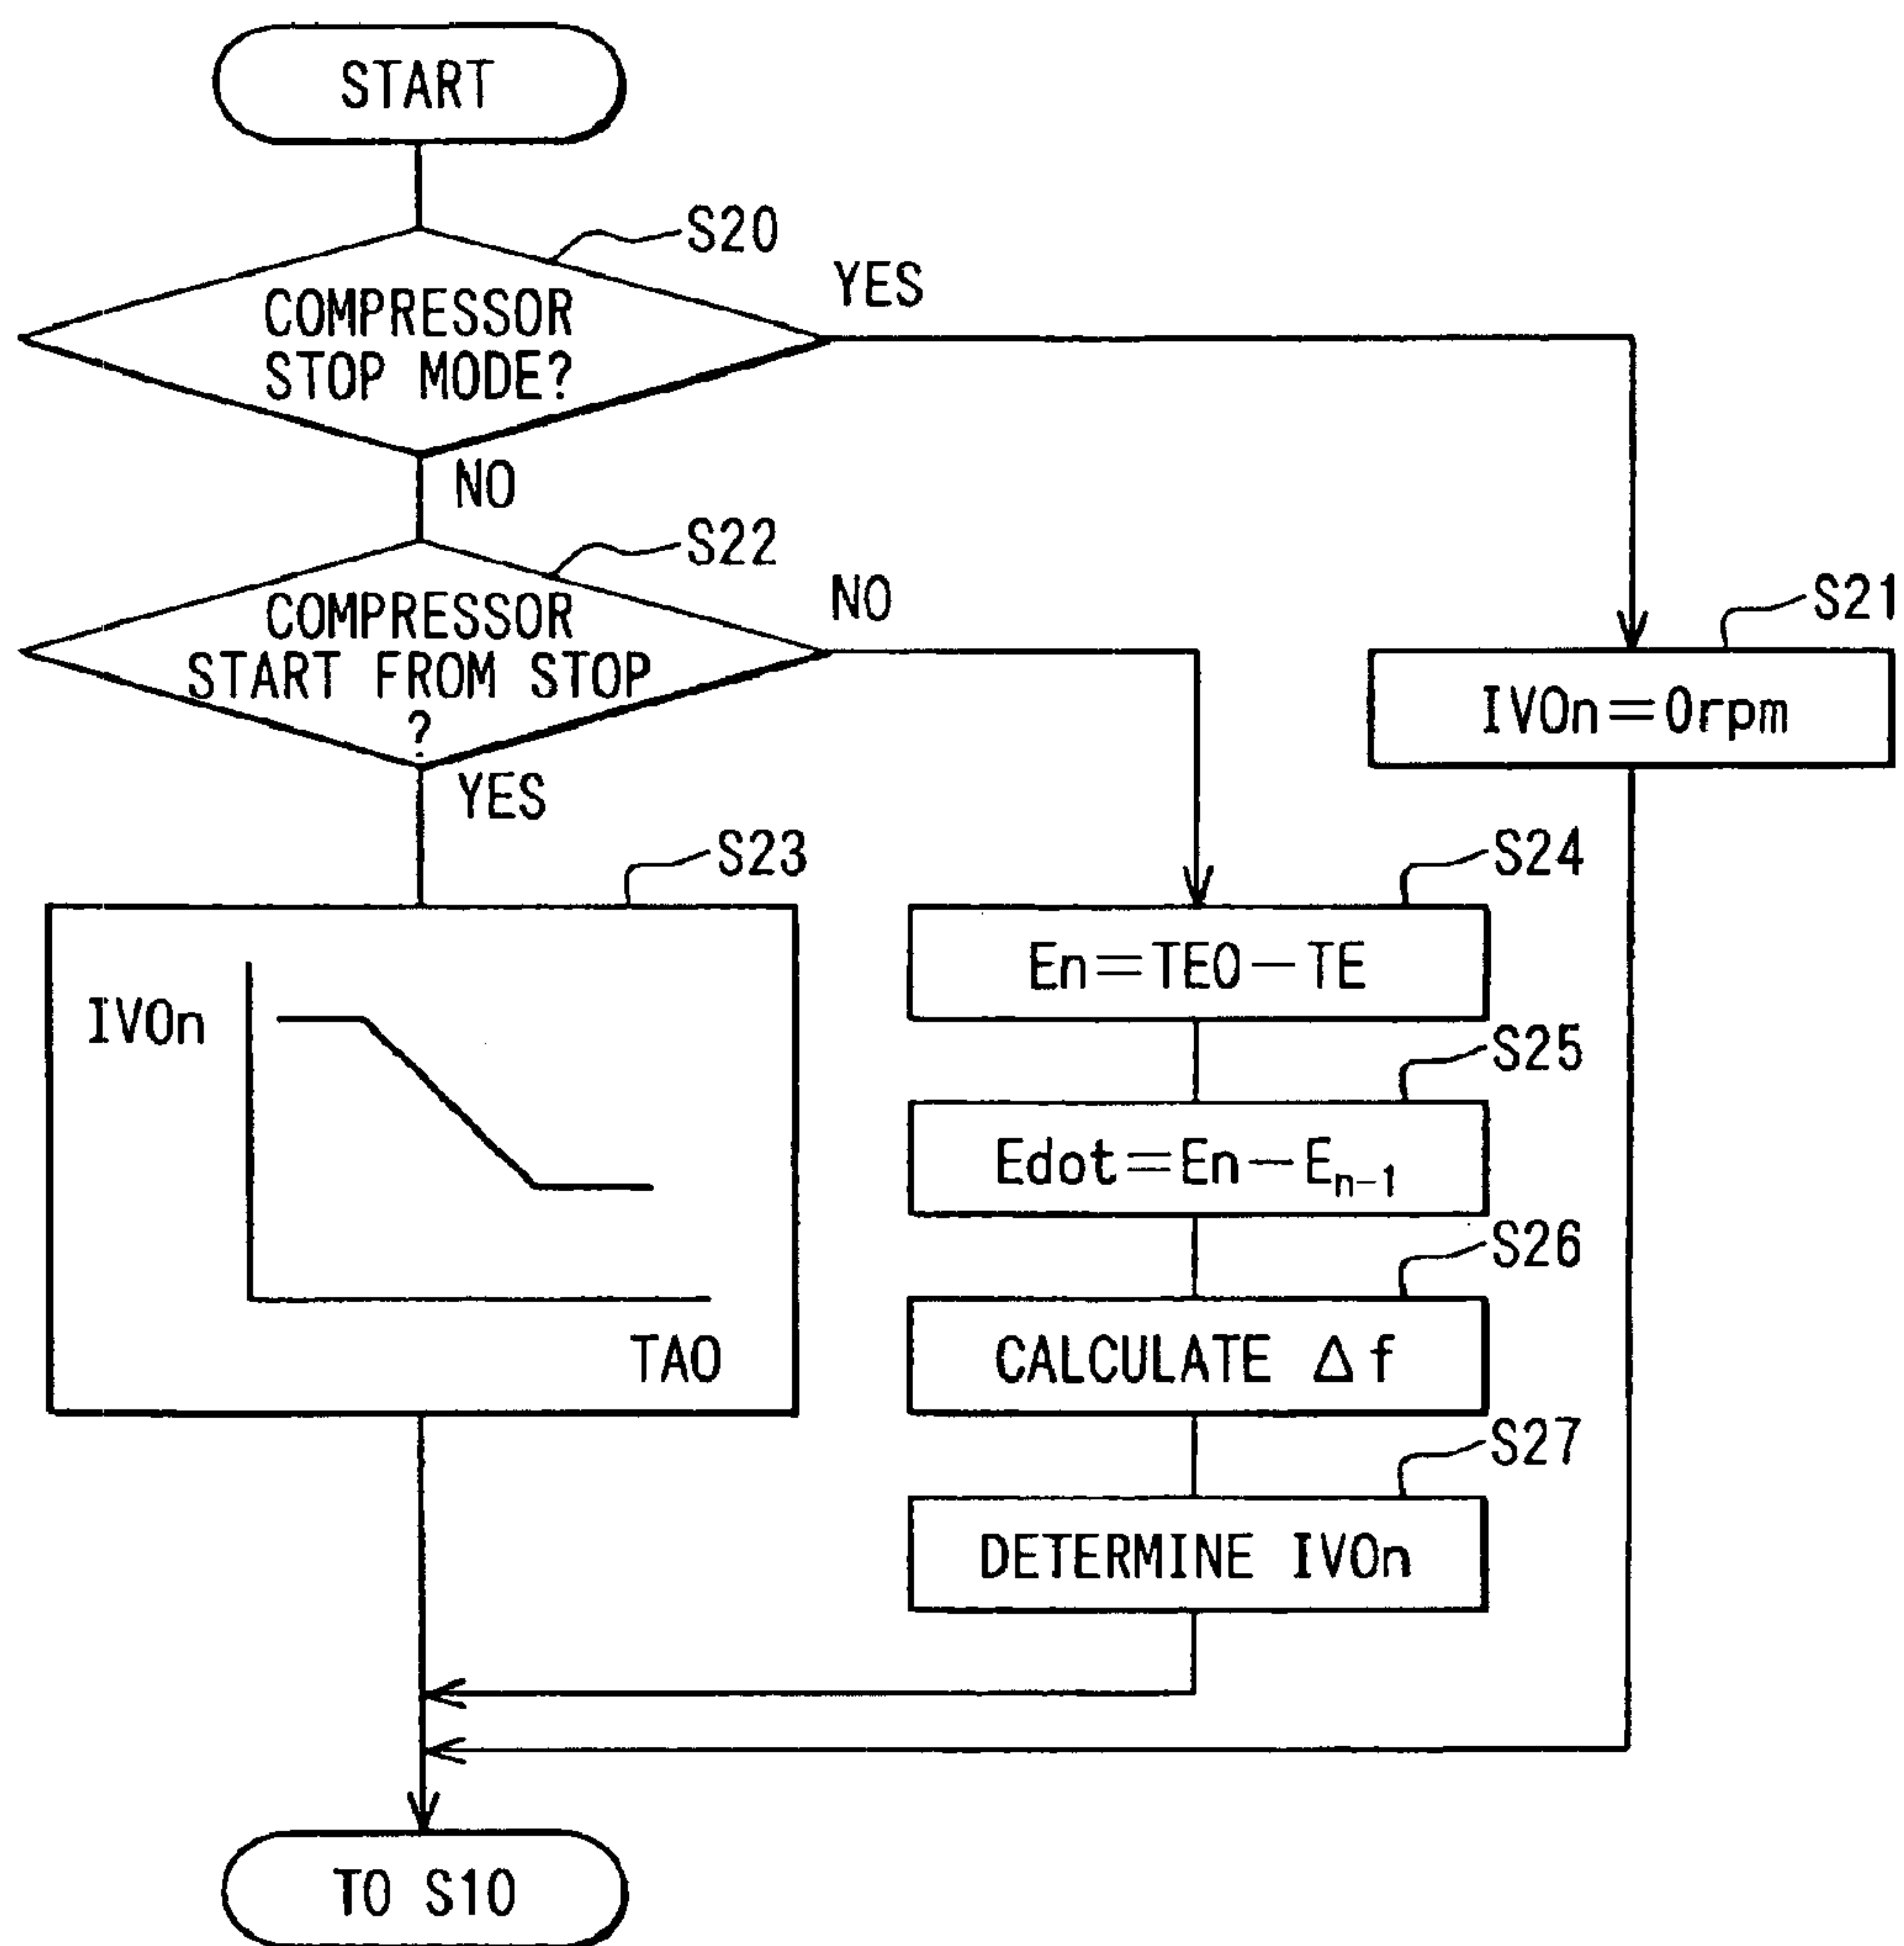 START
S20
COMPRESSOR
STOP MODE?
YES
NO
S22
COMPRESSOR
START FROM STOP
?
NO
YES
S21
IVOn=0rpm
S23
IVOn
TAO
S24
En=TEO-TE
S25
Edot=En-E_{n-1}
S26
CALCULATE Δf
S27
DETERMINE IVOn
TO S10